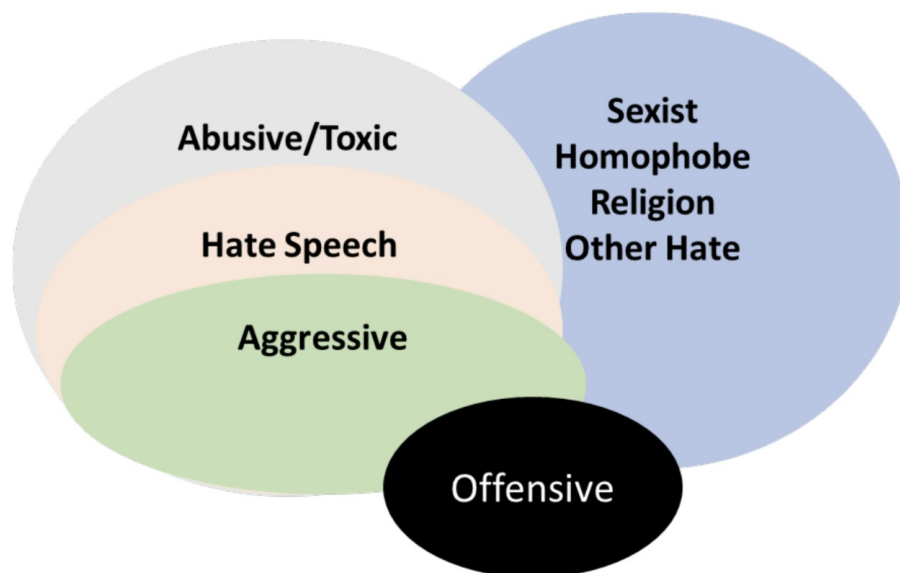 Abusive/Toxic
Hate Speech
Aggressive
Sexist
Homophobe
Religion
Other Hate
Offensive